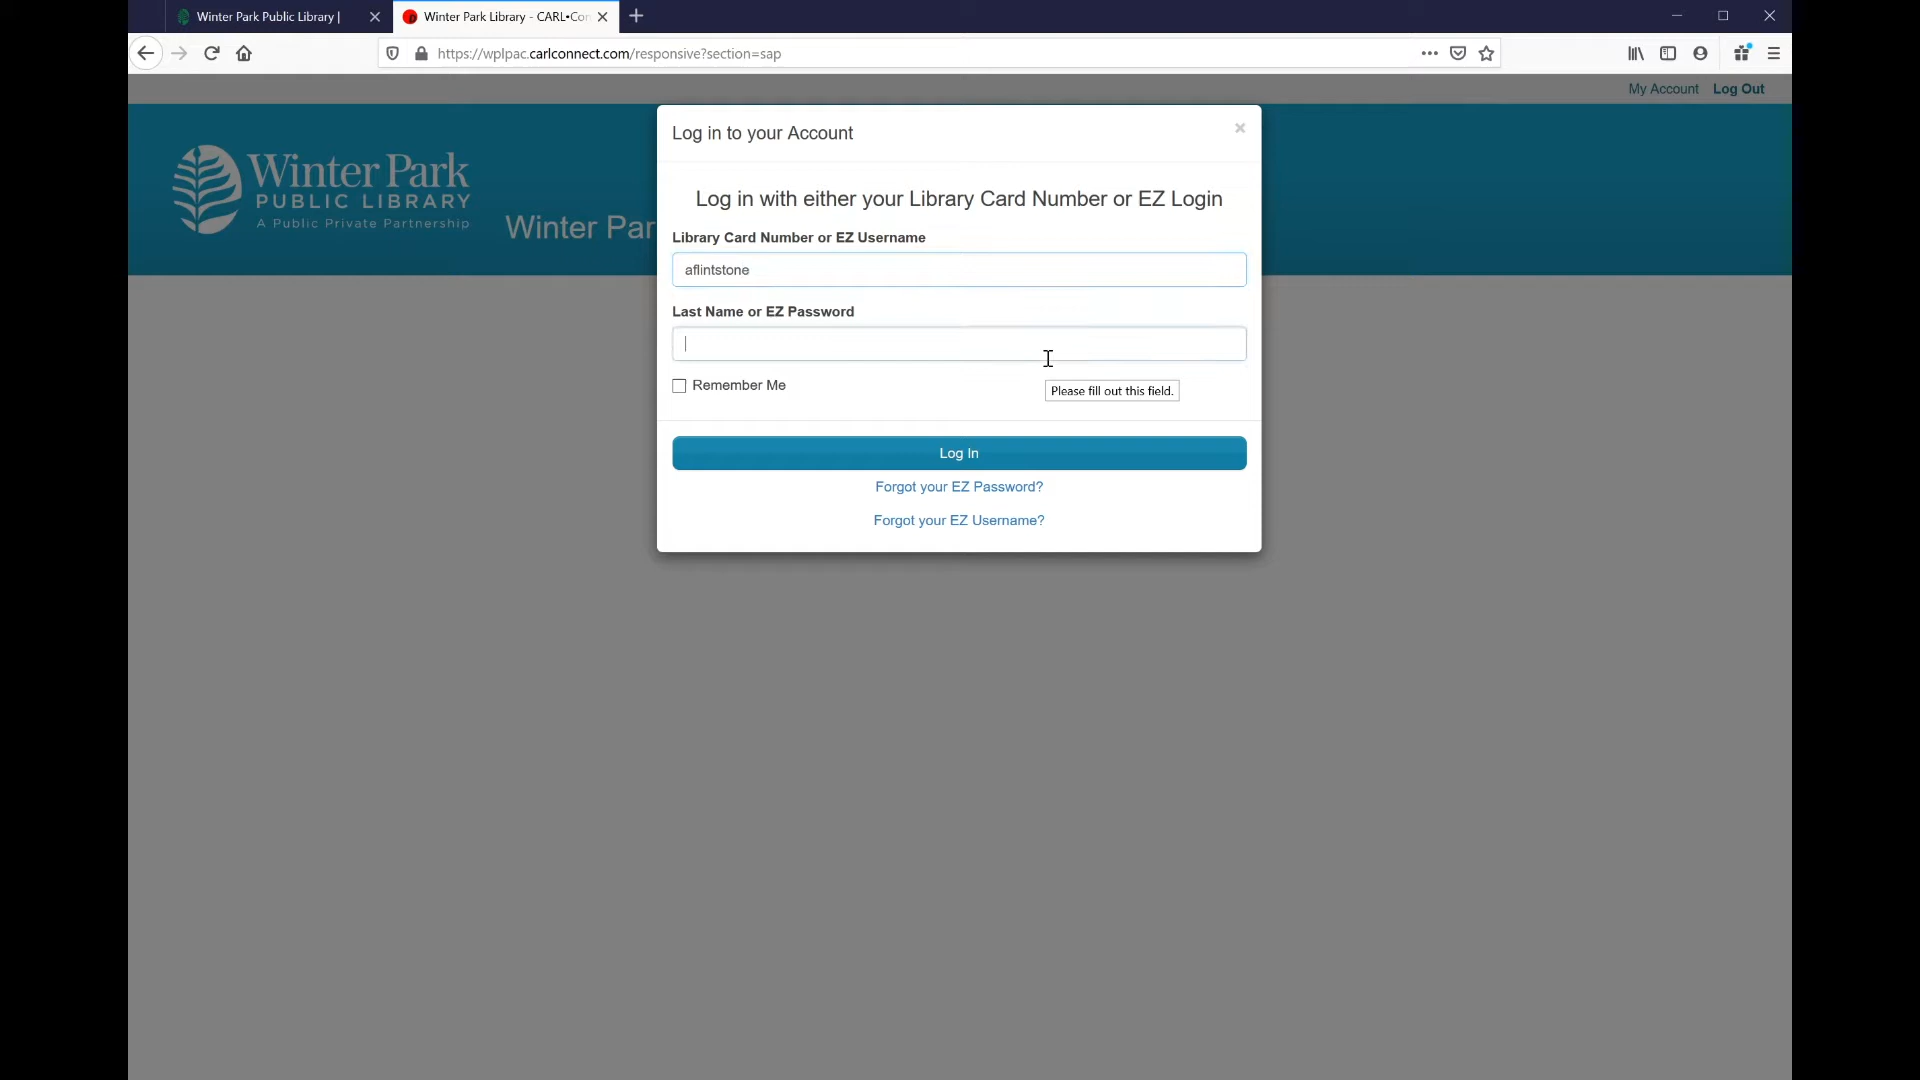 Winter Park Public Library |
Winter Park Library - CARL•Con
https://wplpac.carlconnect.com/responsive?section=sap
My Account Log Out
Winter Park
PUBLIC LIBRARY
A Public Private Partnership
Winter Par
Log in to your Account
×
Log in with either your Library Card Number or EZ Login
Library Card Number or EZ Username
aflintstone
Last Name or EZ Password
Remember Me
Please fill out this field.
Log In
Forgot your EZ Password?
Forgot your EZ Username?